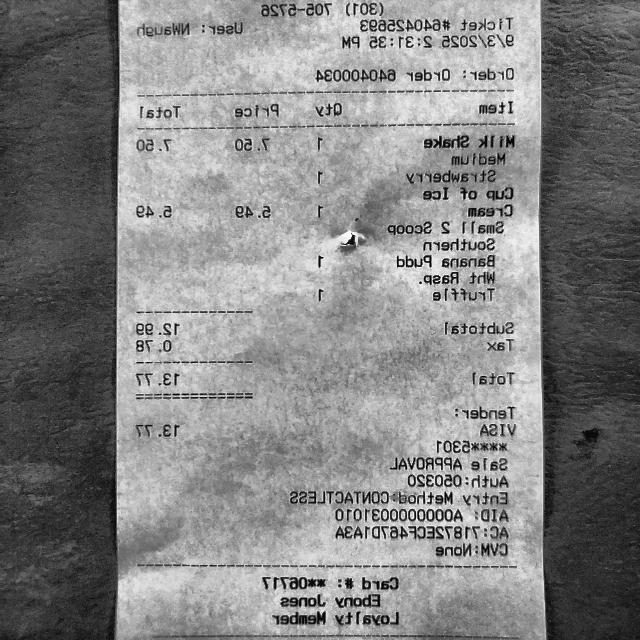 (301) 705-5726
Ticket #640425693 User: NWaugh
9/3/2025 2:31:35 PM
Order: Order 640400034
Item Qty Price Total
Milk Shake 1 7.50 7.50
Medium
Strawberry 1
Cup of Ice
Cream 1 5.49 5.49
Small 2 Scoop
Southern
Banana Pudd 1
Wht Rasp.
Truffle 1
Subtotal 12.99
Tax 0.78
Total 13.77
Tender:
VISA 13.77
****5301
Sale APPROVAL
Auth:050320
Entry Method:CONTACTLESS
AID: A0000000031010
AC:71872ECF467D1A3A
CVM:None:
Card #: **06717
Ebony Jones
Loyalty Member